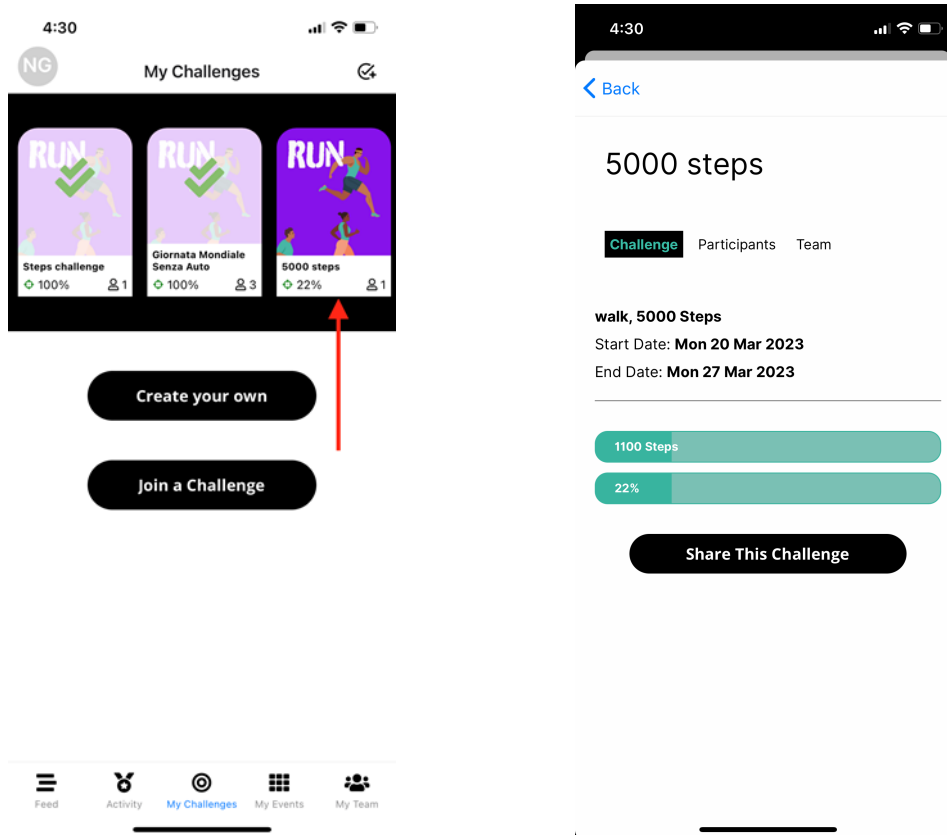 4:30
NG
My Challenges
RUN
RUN
RUN
Steps challenge
100%
1
Giornata Mondiale
Senza Auto
100%
3
5000 steps
22%
1
Create your own
Join a Challenge
Feed
Activity
My Challenges
My Events
My Team
4:30
Back
5000 steps
Challenge
Participants
Team
walk, 5000 Steps
Start Date: Mon 20 Mar 2023
End Date: Mon 27 Mar 2023
1100 Steps
22%
Share This Challenge